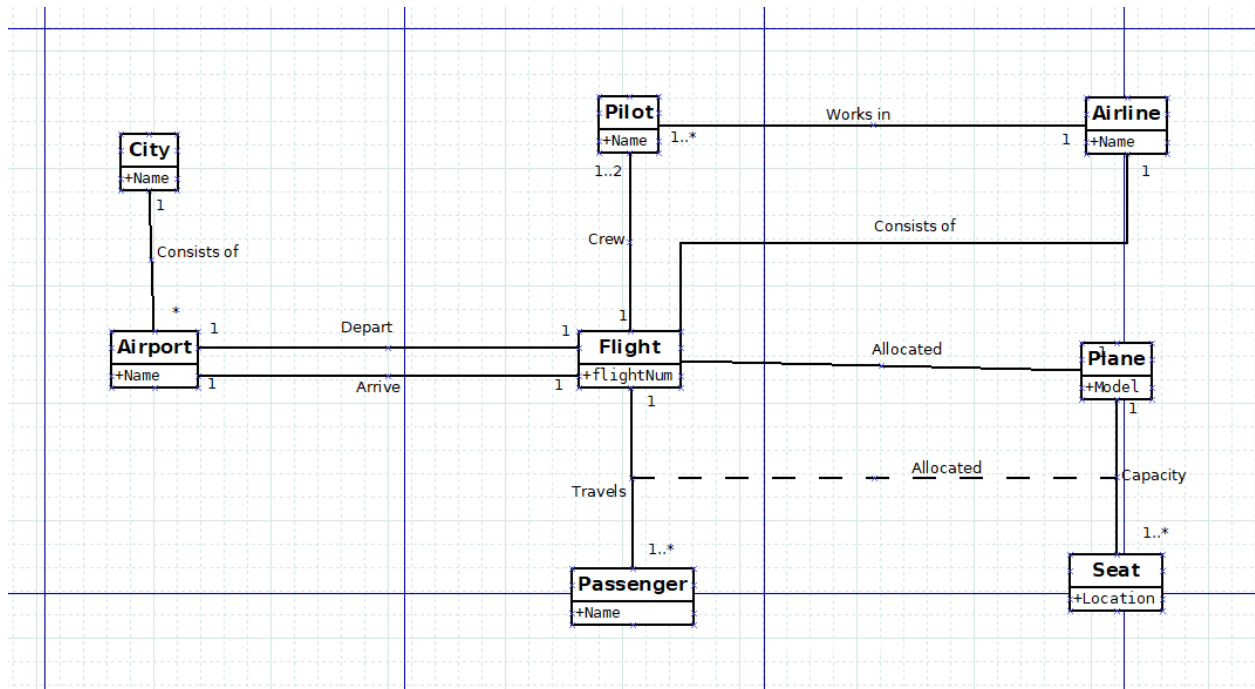 Pilot
+Name
Works in
1..*
1
Airline
+Name
City
+Name
1
1..2
1
Consists of
Crew
Consists of
*
1
1
Depart
1
Airport
+Name
Flight
+flightNum
Allocated
1
Plane
+Model
1
Arrive
1
1
1
Travels
Allocated
Capacity
1..*
1..*
Passenger
+Name
Seat
+Location